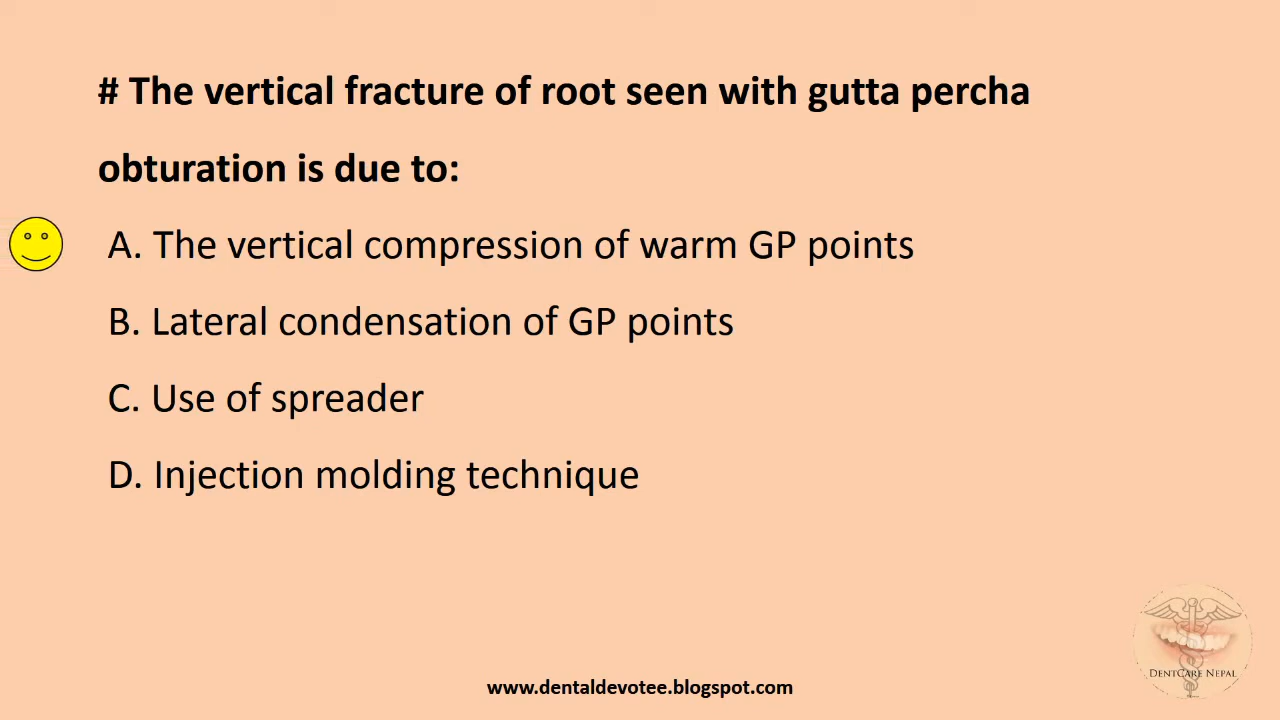 # The vertical fracture of root seen with gutta percha
obturation is due to:
A. The vertical compression of warm GP points
B. Lateral condensation of GP points
C. Use of spreader
D. Injection molding technique
DENTCARE NEPAL
www.dentaldevotee.blogspot.com